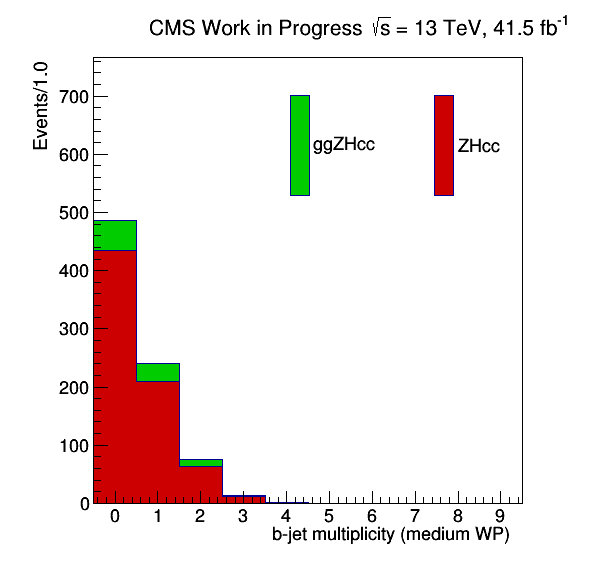 CMS Work in Progress √s = 13 TeV, 41.5 fb⁻¹
Events/1.0
700
600
500
400
300
200
100
0
ggZHcc
ZHcc
0 1 2 3 4 5 6 7 8 9
b-jet multiplicity (medium WP)